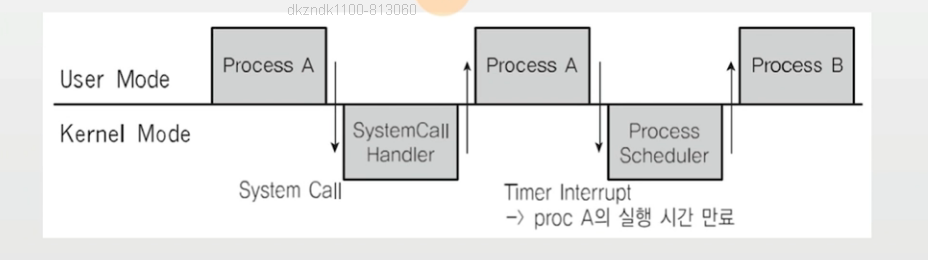 dkzndk1100-813060
Process A
Process A
Process B
User Mode
Kernel Mode
SystemCall
Handler
Process
Scheduler
System Call
Timer Interrupt
-> proc A의 실행 시간 만료